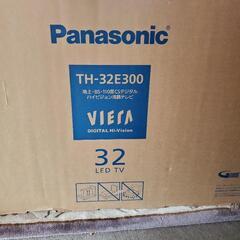 Panasonic
TH-32E300
地上・BS・110度CSデジタル
ハイビジョン液晶テレビ
VIERA
DIGITAL Hi-Vision
32
LED TV